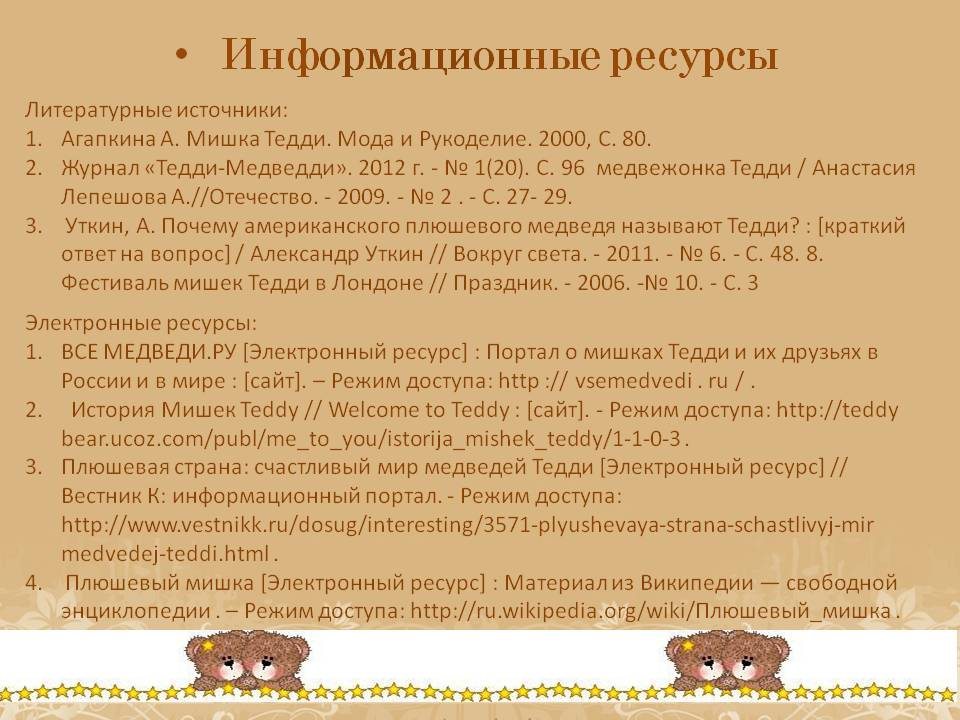 • Информационные ресурсы
Литературные источники:
1. Агапкина А. Мишка Тедди. Мода и Рукоделие. 2000, С. 80.
2. Журнал «Тедди-Медведди». 2012 г. - № 1(20). С. 96 медвежонка Тедди / Анастасия
Лепешова А.//Отечество. - 2009. - № 2 . - С. 27- 29.
3. Уткин, А. Почему американского плюшевого медведя называют Тедди? : [краткий
ответ на вопрос] / Александр Уткин // Вокруг света. - 2011. - № 6. - С. 48. 8.
Фестиваль мишек Тедди в Лондоне // Праздник. - 2006. -№ 10. - С. 3
Электронные ресурсы:
1. ВСЕ МЕДВЕДИ.РУ [Электронный ресурс] : Портал о мишках Тедди и их друзьях в
России и в мире : [сайт]. – Режим доступа: http :// vsemedvedi . ru / .
2. История Мишек Teddy // Welcome to Teddy : [сайт]. - Режим доступа: http://teddy
bear.ucoz.com/publ/me_to_you/istorija_mishek_teddy/1-1-0-3 .
3. Плюшевая страна: счастливый мир медведей Тедди [Электронный ресурс] //
Вестник К: информационный портал. - Режим доступа:
http://www.vestnikk.ru/dosug/interesting/3571-plyushevaya-strana-schastlivyj-mir
medvedej-teddi.html .
4. Плюшевый мишка [Электронный ресурс] : Материал из Википедии — свободной
энциклопедии . – Режим доступа: http://ru.wikipedia.org/wiki/Плюшевый_мишка .